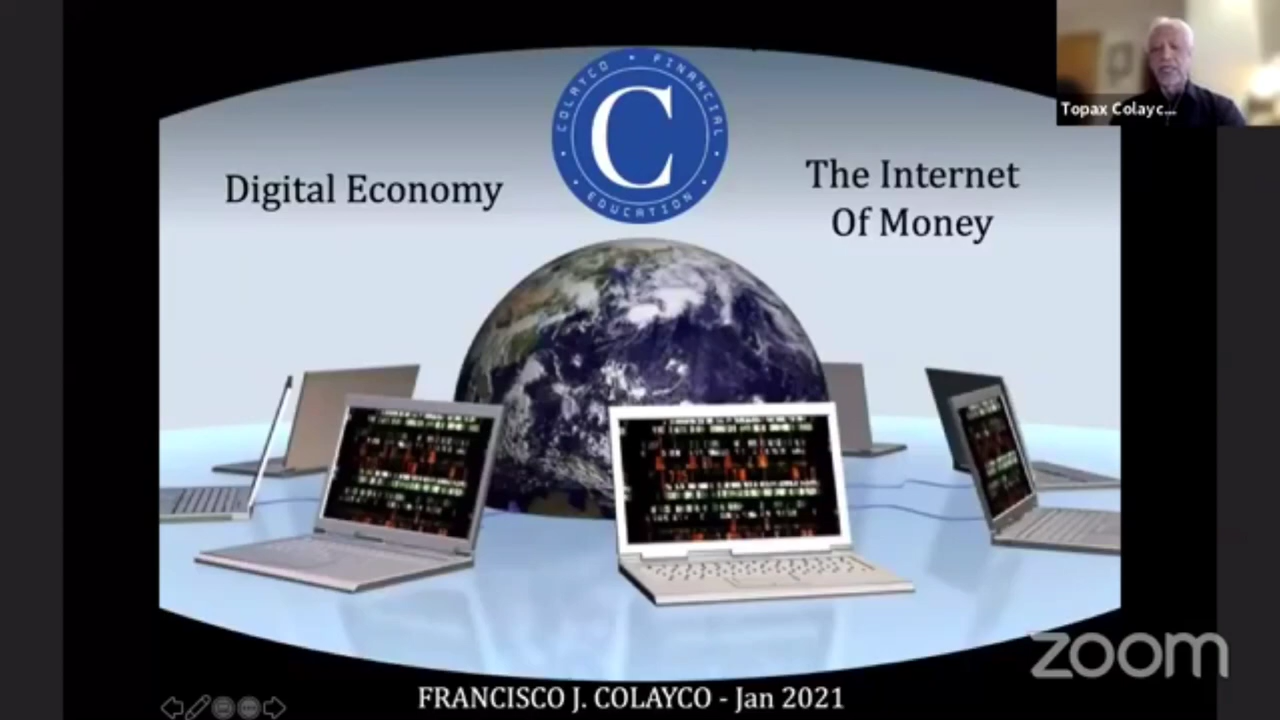 COLAYCO • FINANCIAL
C
EDUCATION
Digital Economy
The Internet
Of Money
Topax Colayc...
zoom
FRANCISCO J. COLAYCO - Jan 2021